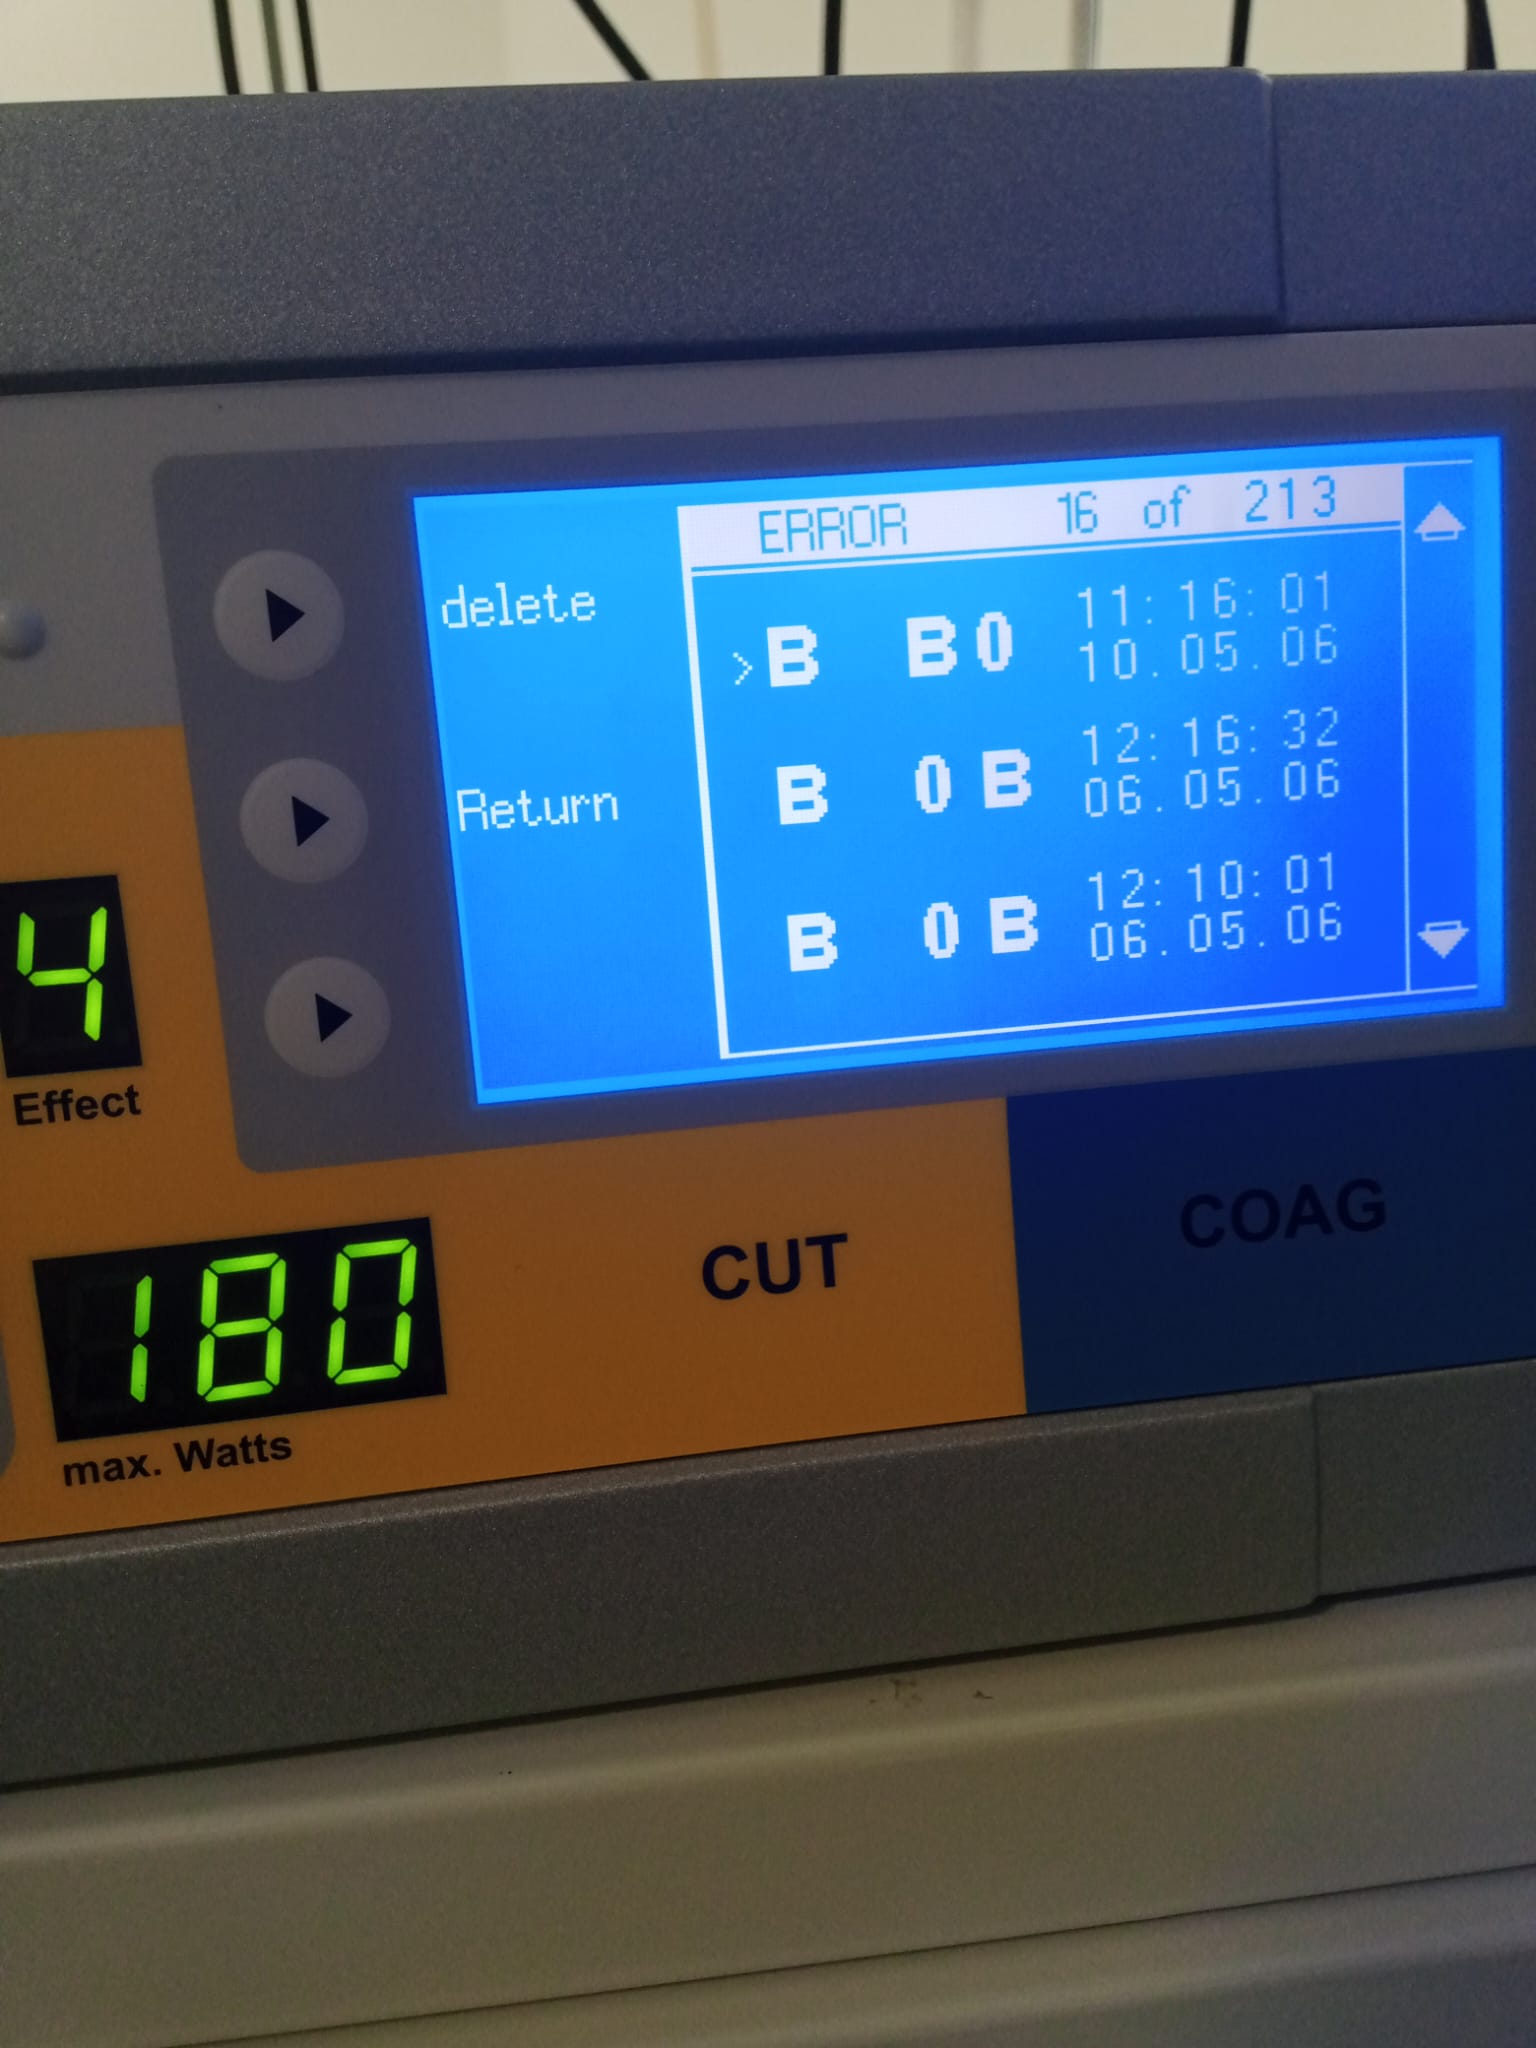 ERROR 16 of 213
delete
>B B0 11:16:01
10.05.06
Return
B 0B 12:16:32
06.05.06
B 0B 12:10:01
06.05.06
4
Effect
180
max. Watts
CUT
COAG